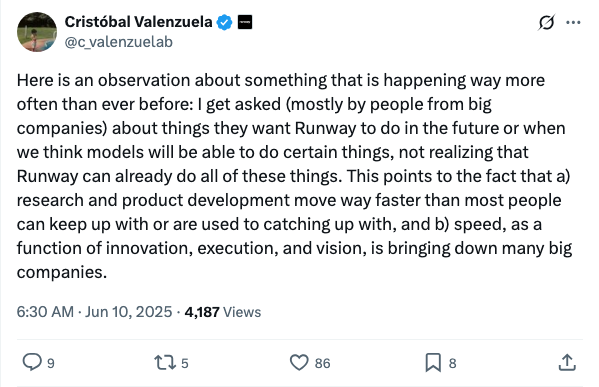 Cristóbal Valenzuela
@c_valenzuelab
Here is an observation about something that is happening way more
often than ever before: I get asked (mostly by people from big
companies) about things they want Runway to do in the future or when
we think models will be able to do certain things, not realizing that
Runway can already do all of these things. This points to the fact that a)
research and product development move way faster than most people
can keep up with or are used to catching up with, and b) speed, as a
function of innovation, execution, and vision, is bringing down many big
companies.
6:30 AM · Jun 10, 2025 · 4,187 Views
9 5 86 8